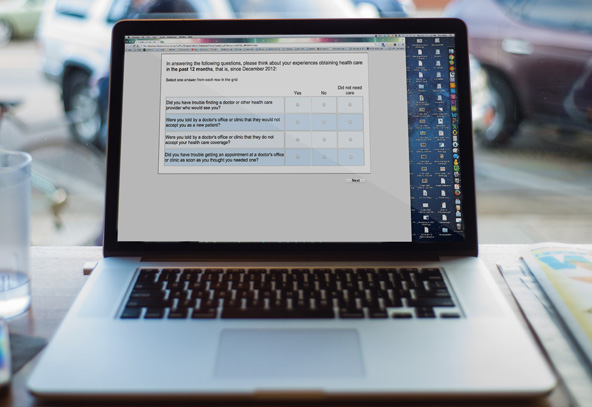 In answering the following questions, please think about your experiences obtaining health care
in the past 12 months, that is, since December 2012:
Select one answer from each row in the grid
Yes No Did not need
care
Did you have trouble finding a doctor or other health care
provider who would see you?
Were you told by a doctor's office or clinic that they would not
accept you as a new patient?
Were you told by a doctor's office or clinic that they do not
accept your health care coverage?
Did you have trouble getting an appointment at a doctor's office
or clinic as soon as you thought you needed one?
Next